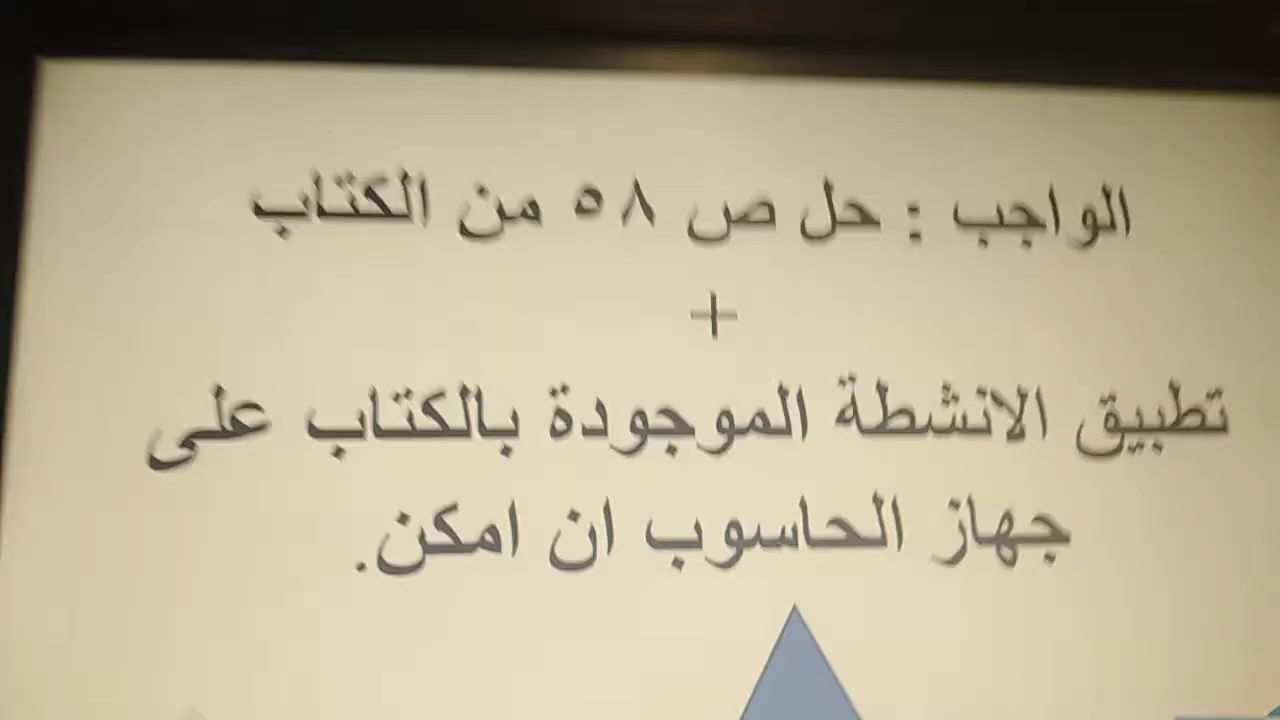 الواجب : حل ص ٥٨ من الكتاب
+
تطبيق الانشطة الموجودة بالكتاب على
جهاز الحاسوب ان امكن.